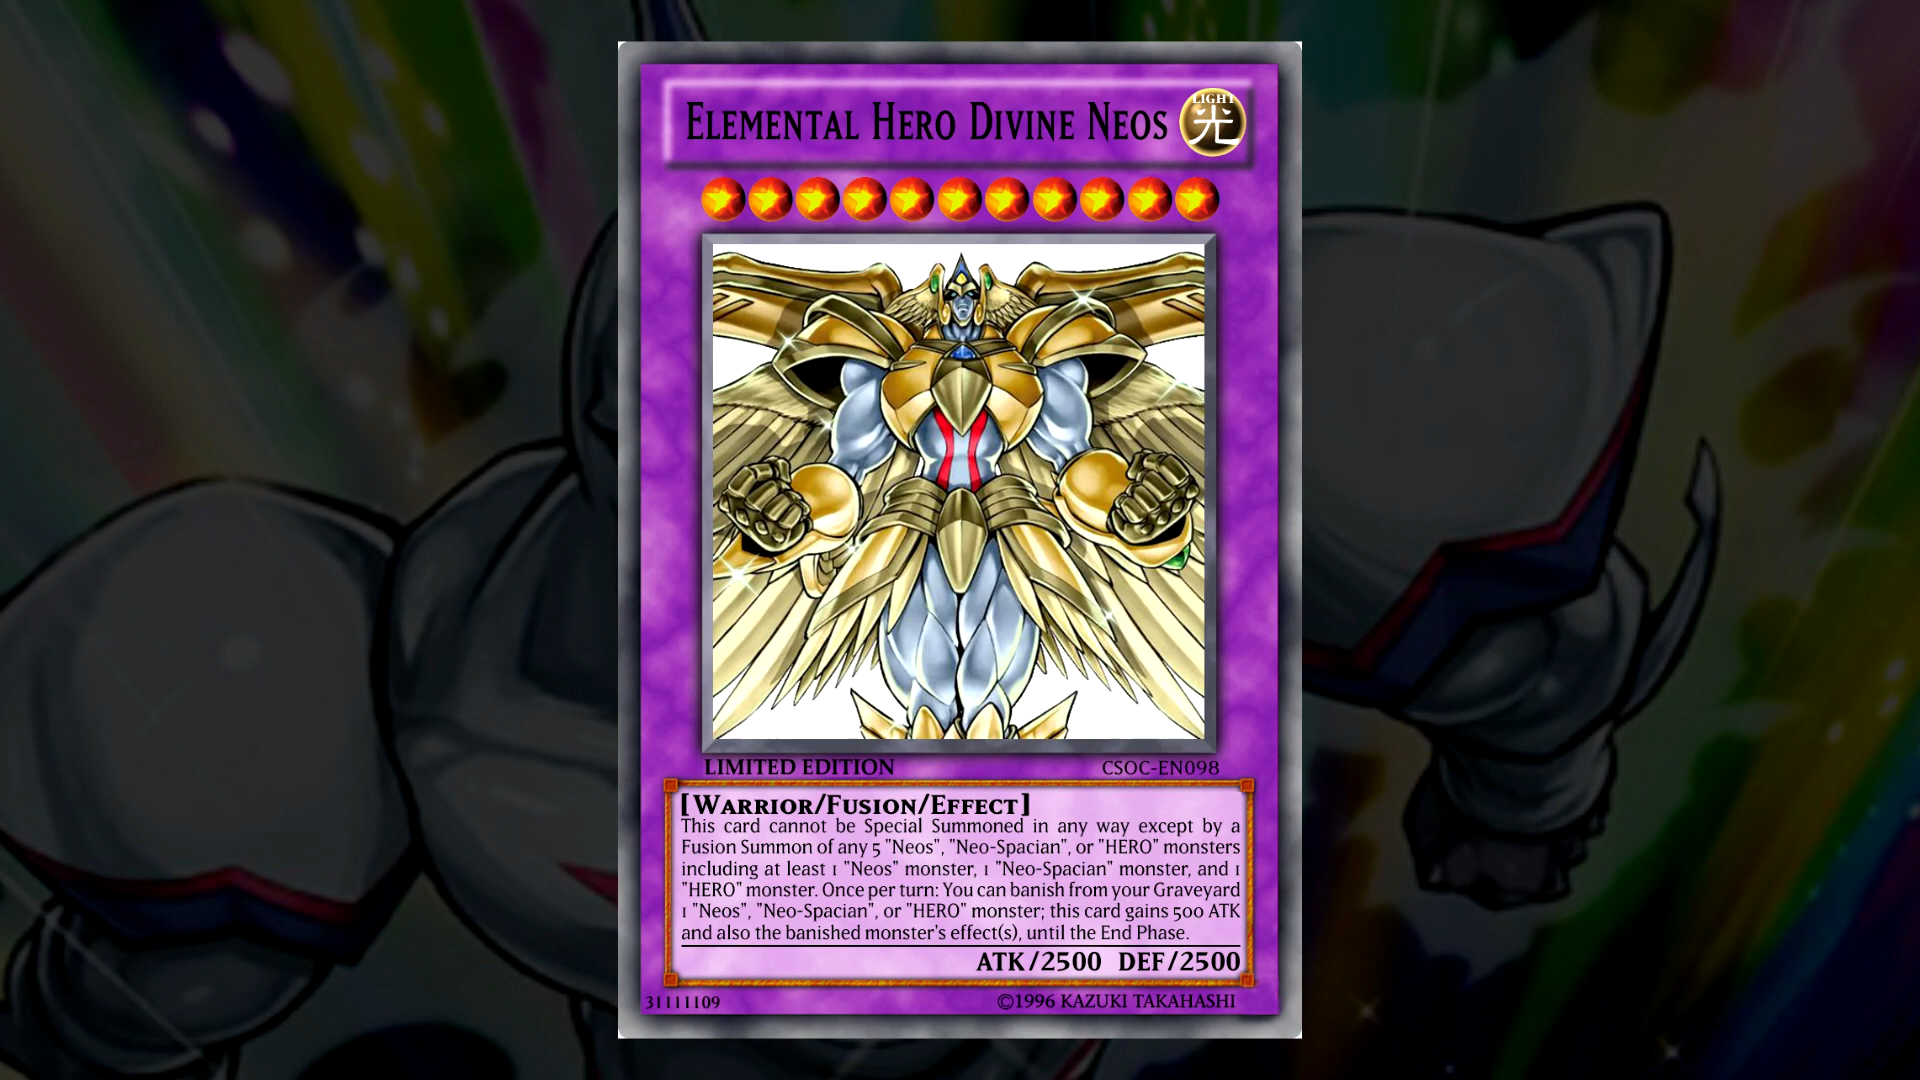 Elemental Hero Divine Neos
LIGHT
光
LIMITED EDITION
CSOC-EN098
[Warrior/Fusion/Effect]
This card cannot be Special Summoned in any way except by a
Fusion Summon of any 5 "Neos", "Neo-Spacian", or "HERO" monsters
including at least 1 "Neos" monster, 1 "Neo-Spacian" monster, and 1
"HERO" monster. Once per turn: You can banish from your Graveyard
1 "Neos", "Neo-Spacian", or "HERO" monster; this card gains 500 ATK
and also the banished monster's effect(s), until the End Phase.
ATK/2500 DEF/2500
31111109
©1996 KAZUKI TAKAHASHI